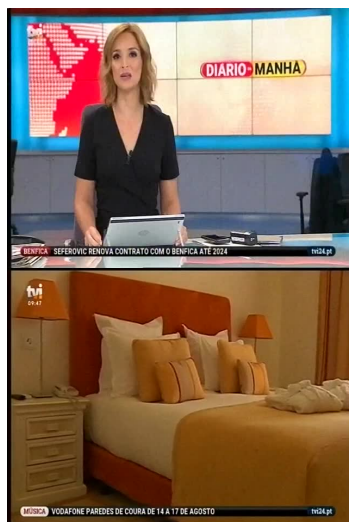 tvi
DIÁRIO DA MANHÃ
BENFICA SEFEROVIC RENOVA CONTRATO COM O BENFICA ATÉ 2024 tvi24.pt
tvi
09:47
MÚSICA VODAFONE PAREDES DE COURA DE 14 A 17 DE AGOSTO tvi24.pt